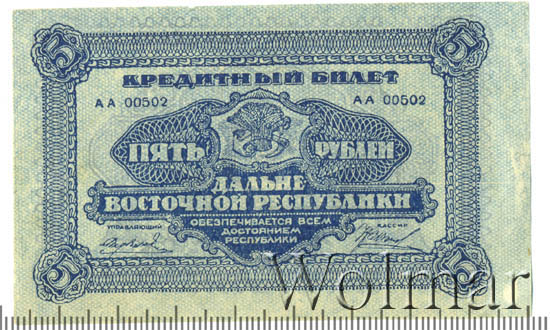 5 5
КРЕДИТНЫЙ БИЛЕТ
АА 00502 АА 00502
ПЯТЬ РУБЛЕЙ
ДАЛЬНЕ
ВОСТОЧНОЙ РЕСПУБЛИКИ
УПРАВЛЯЮЩИЙ ОБЕСПЕЧИВАЕТСЯ ВСЕМ КАССИР
ДОСТОЯНИЕМ
РЕСПУБЛИКИ
5 5
Wolmar